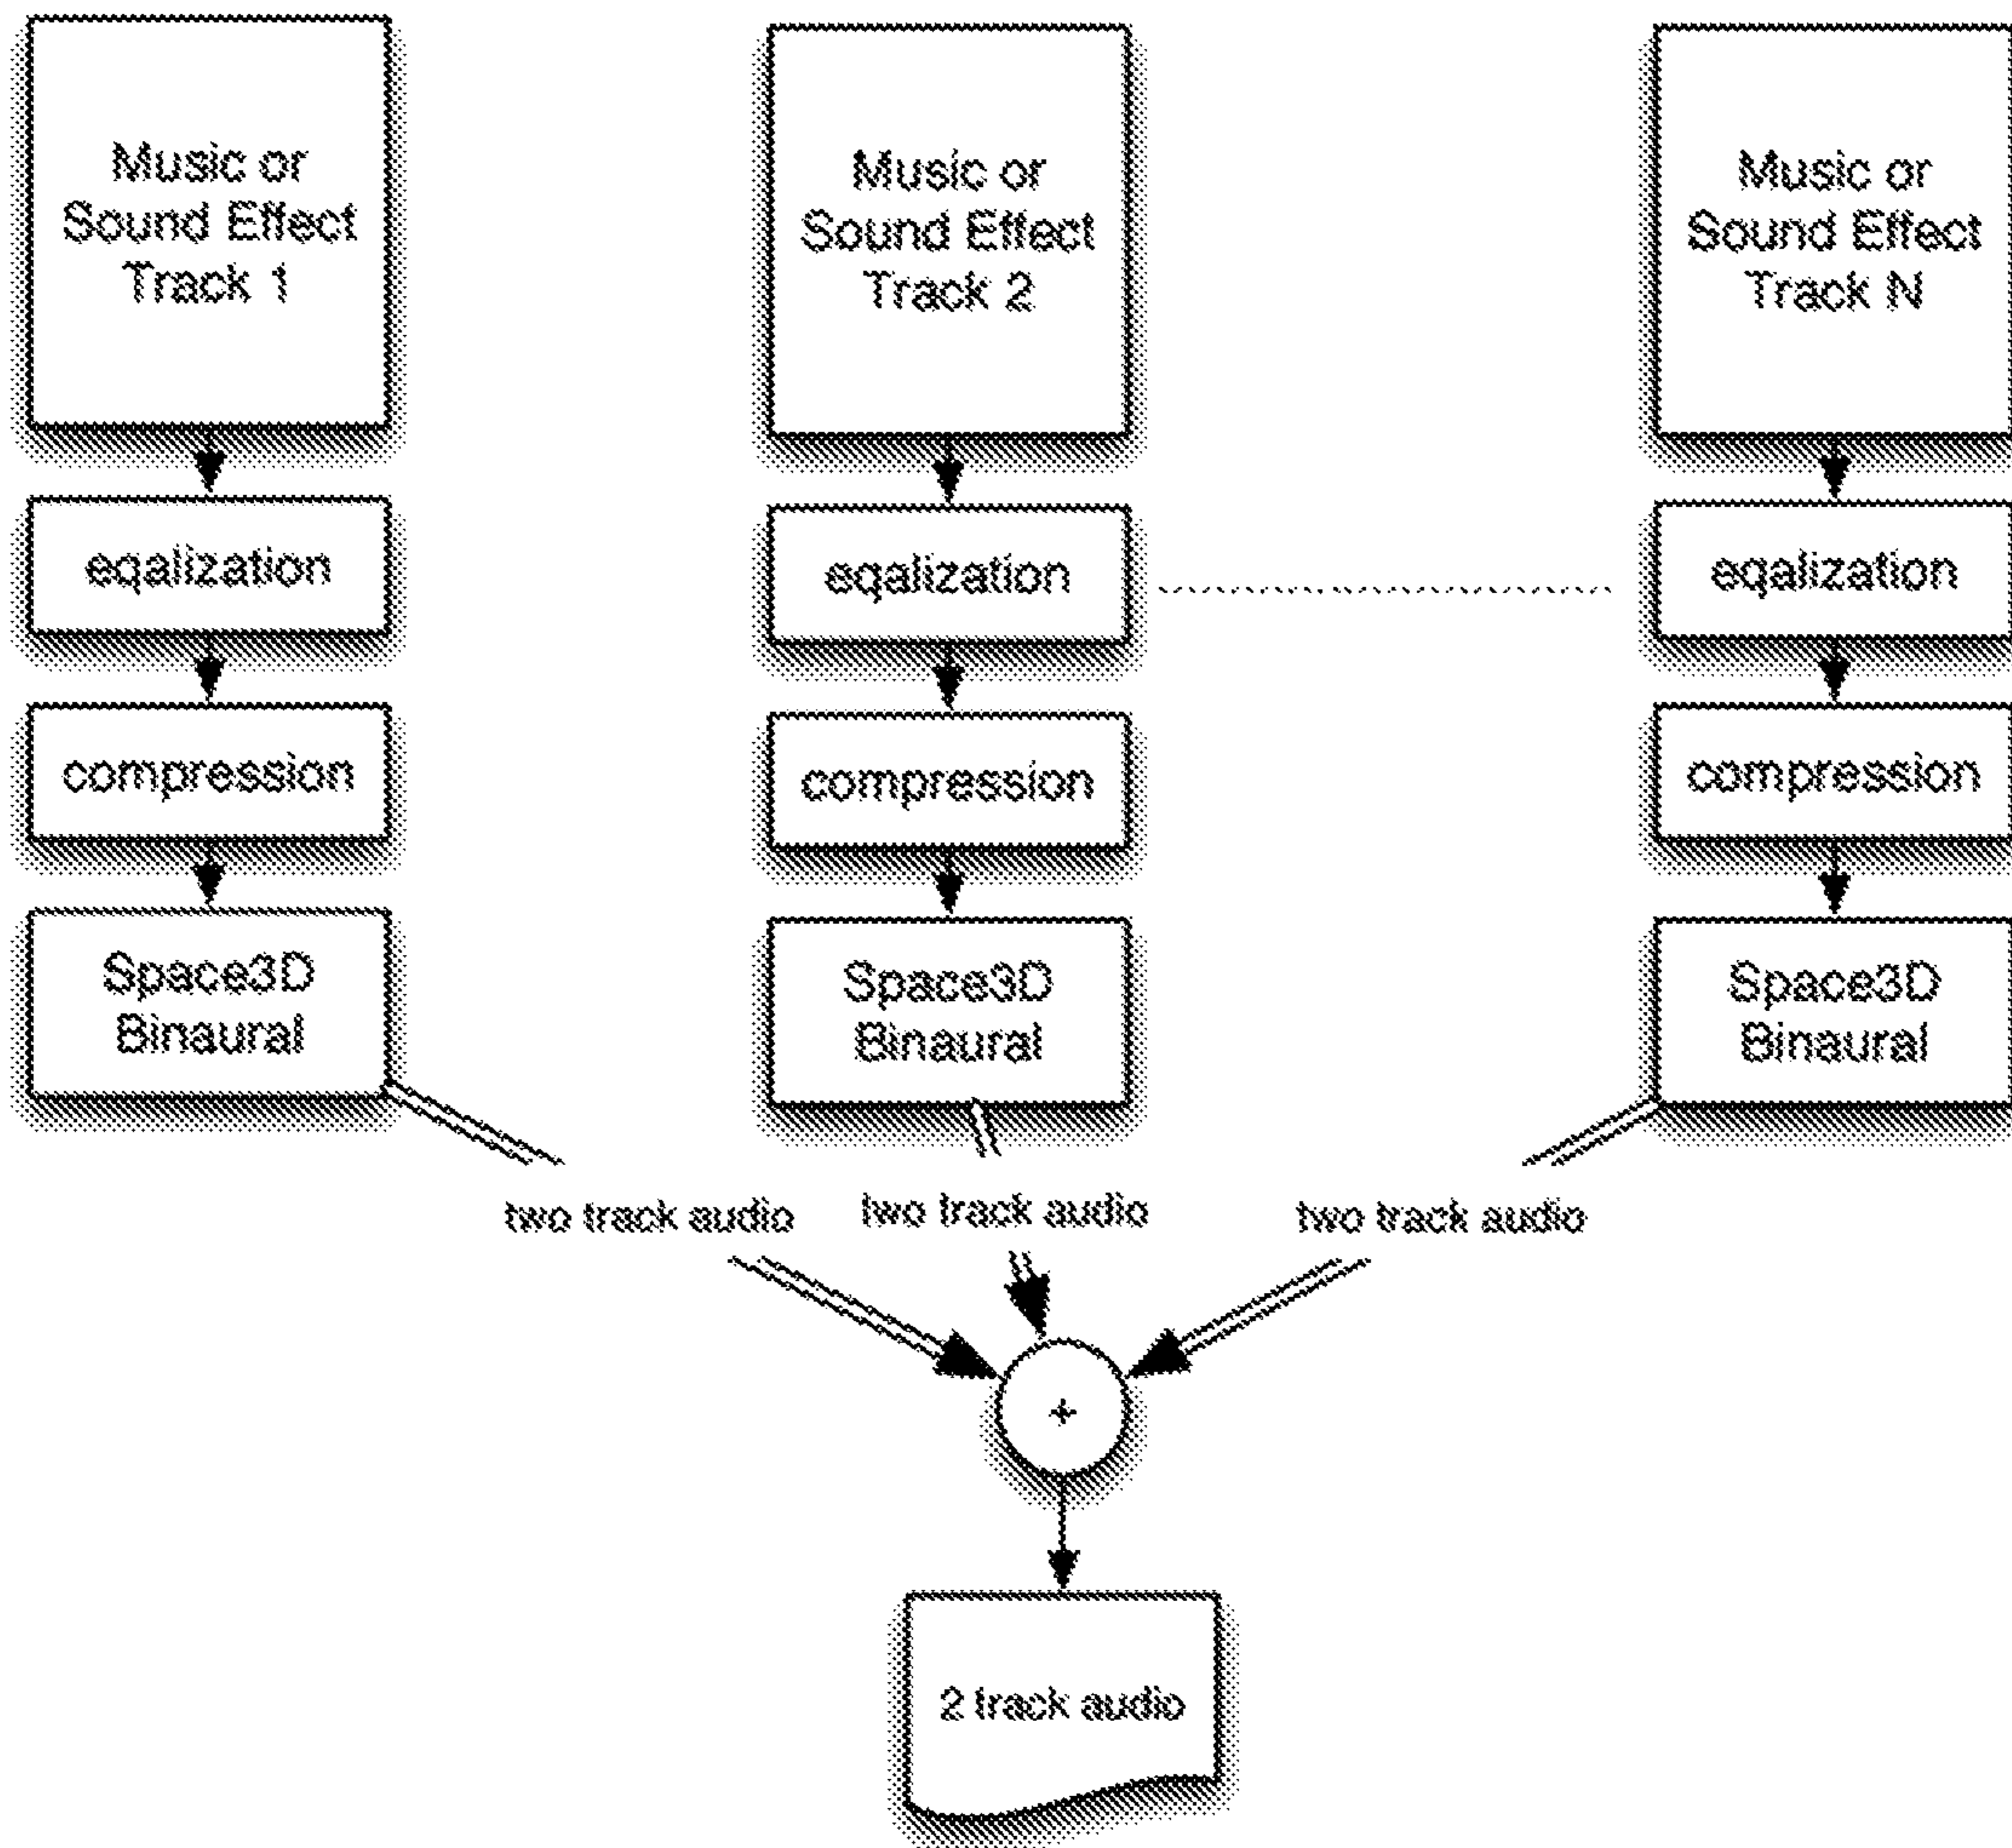 Music or
Sound Effect
Track 1
Music or
Sound Effect
Track 2
Music or
Sound Effect
Track N
eqalization
eqalization
eqalization
compression
compression
compression
Space3D
Binaural
Space3D
Binaural
Space3D
Binaural
two track audio
two track audio
two track audio
+
2 track audio